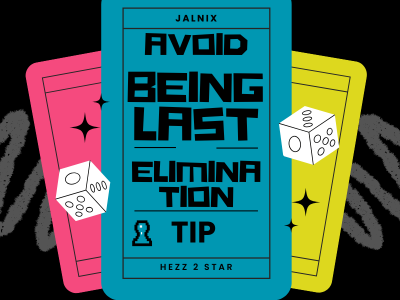 JALNIX
AVOID
BEING
LAST
ELIMINA
TION
TIP
HEZZ 2 STAR